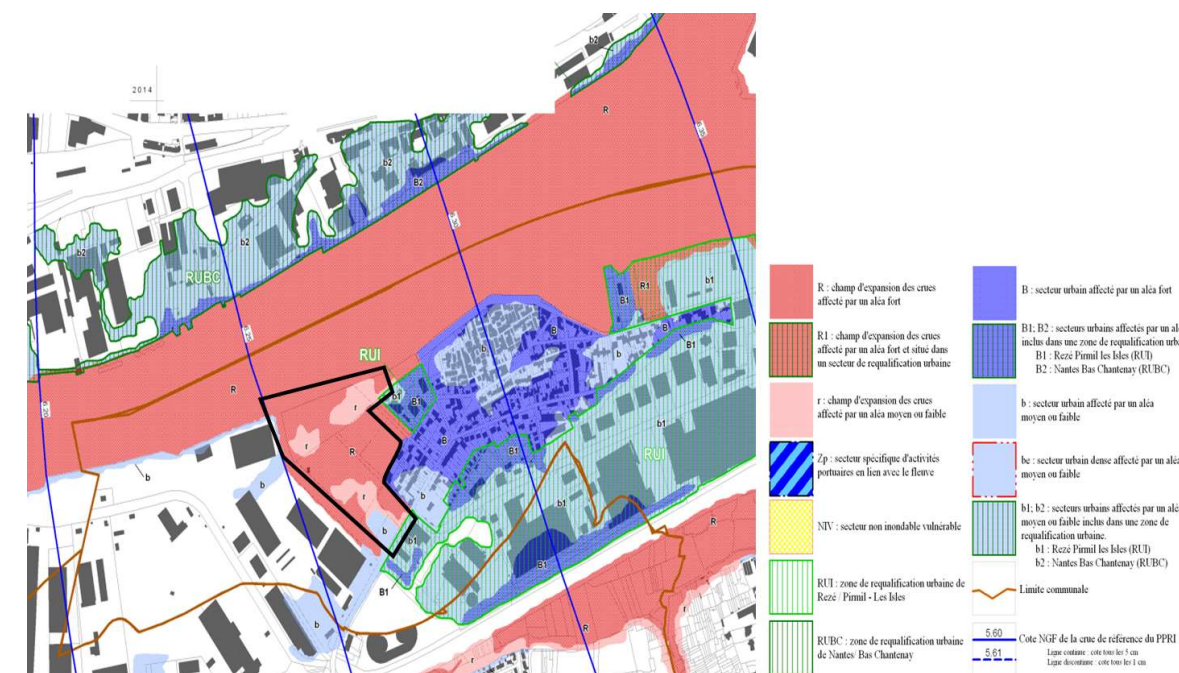 2014
b2
R
b2
B2
b2
b2
RUBC
R1
b1
B1
RUI
R
B
B
B1
b
b
b1
B1
r
b1
B
B1
RUI
r
R
b
b
r
b
b
b1
b1
B1
B1
R
b
R
r
r
R : champ d'expansion des crues
affecté par un aléa fort
R1 : champ d'expansion des crues
affecté par un aléa fort et situé dans
un secteur de requalification urbaine
r : champ d'expansion des crues
affecté par un aléa moyen ou faible
Zp : secteur spécifique d'activités
portuaires en lien avec le fleuve
NIV : secteur non inondable vulnérable
RUI : zone de requalification urbaine de
Rezé / Pirmil - Les Isles
RUBC : zone de requalification urbaine
de Nantes/ Bas Chantenay
B : secteur urbain affecté par un aléa fort
B1; B2 : secteurs urbains affectés par un alé
inclus dans une zone de requalification urba
B1 : Rezé Pirmil les Isles (RUI)
B2 : Nantes Bas Chantenay (RUBC)
b : secteur urbain affecté par un aléa
moyen ou faible
be : secteur urbain dense affecté par un aléa
moyen ou faible
b1; b2 : secteurs urbains affectés par un alé
moyen ou faible inclus dans une zone de
requalification urbaine.
b1 : Rezé Pirmil les Isles (RUI)
b2 : Nantes Bas Chantenay (RUBC)
Limite communale
5.60
Cote NGF de la crue de référence du PPRI
5.61
Ligne continue : cote tous les 5 cm
Ligne discontinue : cote tous les 1 cm